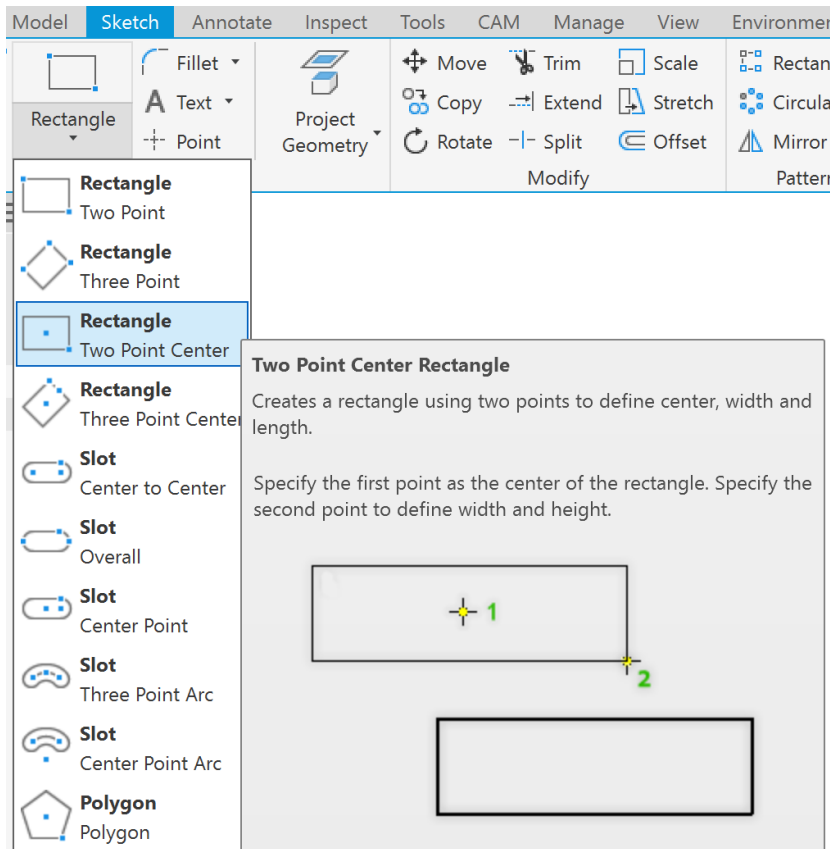 Model Sketch Annotate Inspect Tools CAM Manage View Environmen
Rectangle
Fillet
Text
Point
Project
Geometry
Move Trim Scale
Copy Extend Stretch
Rotate Split Offset
Modify
Rectan
Circula
Mirror
Pattern
Rectangle
Two Point
Rectangle
Three Point
Rectangle
Two Point Center
Rectangle
Three Point Center
Slot
Center to Center
Slot
Overall
Slot
Center Point
Slot
Three Point Arc
Slot
Center Point Arc
Polygon
Polygon
Two Point Center Rectangle
Creates a rectangle using two points to define center, width and
length.
Specify the first point as the center of the rectangle. Specify the
second point to define width and height.
1
2